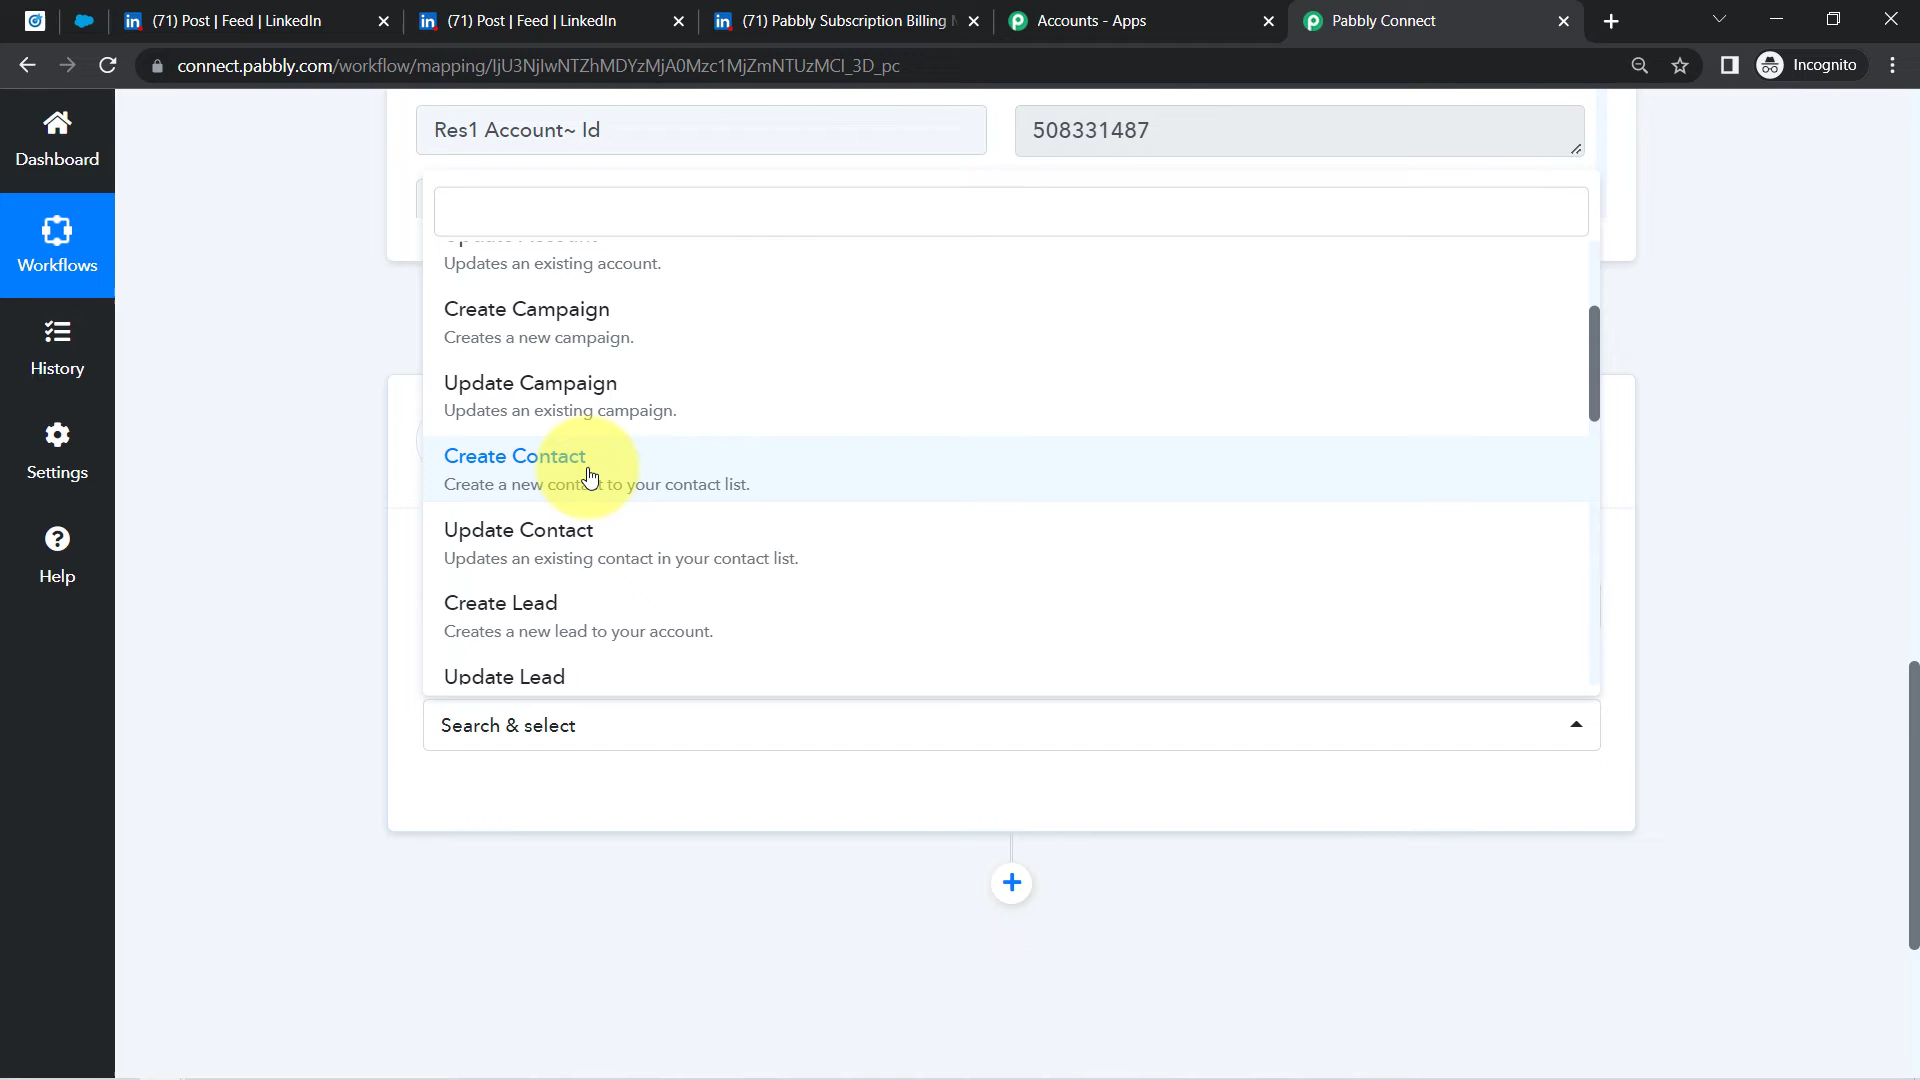 (71) Post | Feed | LinkedIn
(71) Post | Feed | LinkedIn
(71) Pabbly Subscription Billing
Accounts - Apps
Pabbly Connect
connect.pabbly.com/workflow/mapping/IjU3NjIwNTZhMDYzMjA0Mzc1MjZmNTUzMCI_3D_pc
Incognito
Dashboard
Workflows
History
Settings
Help
Res1 Account~ Id
508331487
Updates an existing account.
Create Campaign
Creates a new campaign.
Update Campaign
Updates an existing campaign.
Create Contact
Create a new contact to your contact list.
Update Contact
Updates an existing contact in your contact list.
Create Lead
Creates a new lead to your account.
Update Lead
Search & select